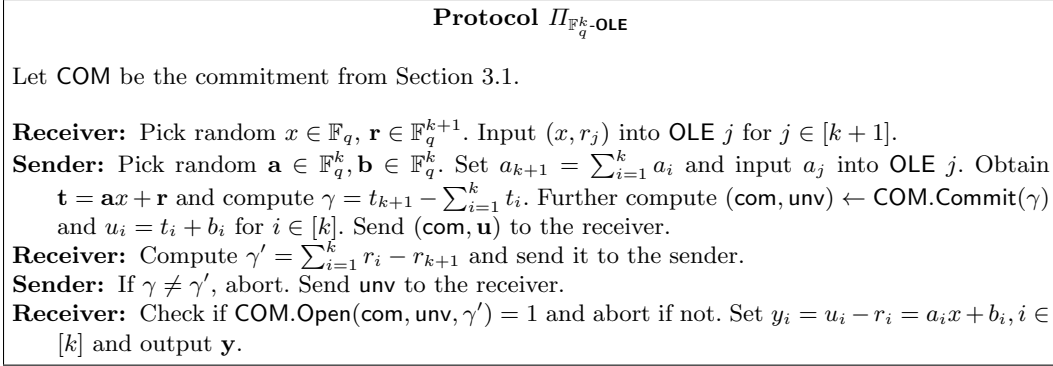 Protocol Π_{𝔽_q^k-OLE}
Let COM be the commitment from Section 3.1.
Receiver: Pick random x ∈ 𝔽_q, r ∈ 𝔽_q^{k+1}. Input (x, r_j) into OLE j for j ∈ [k + 1].
Sender: Pick random a ∈ 𝔽_q^k, b ∈ 𝔽_q^k. Set a_{k+1} = ∑_{i=1}^k a_i and input a_j into OLE j. Obtain
t = ax + r and compute γ = t_{k+1} − ∑_{i=1}^k t_i. Further compute (com, unv) ← COM.Commit(γ)
and u_i = t_i + b_i for i ∈ [k]. Send (com, u) to the receiver.
Receiver: Compute γ′ = ∑_{i=1}^k r_i − r_{k+1} and send it to the sender.
Sender: If γ ≠ γ′, abort. Send unv to the receiver.
Receiver: Check if COM.Open(com, unv, γ′) = 1 and abort if not. Set y_i = u_i − r_i = a_i x + b_i, i ∈
[k] and output y.